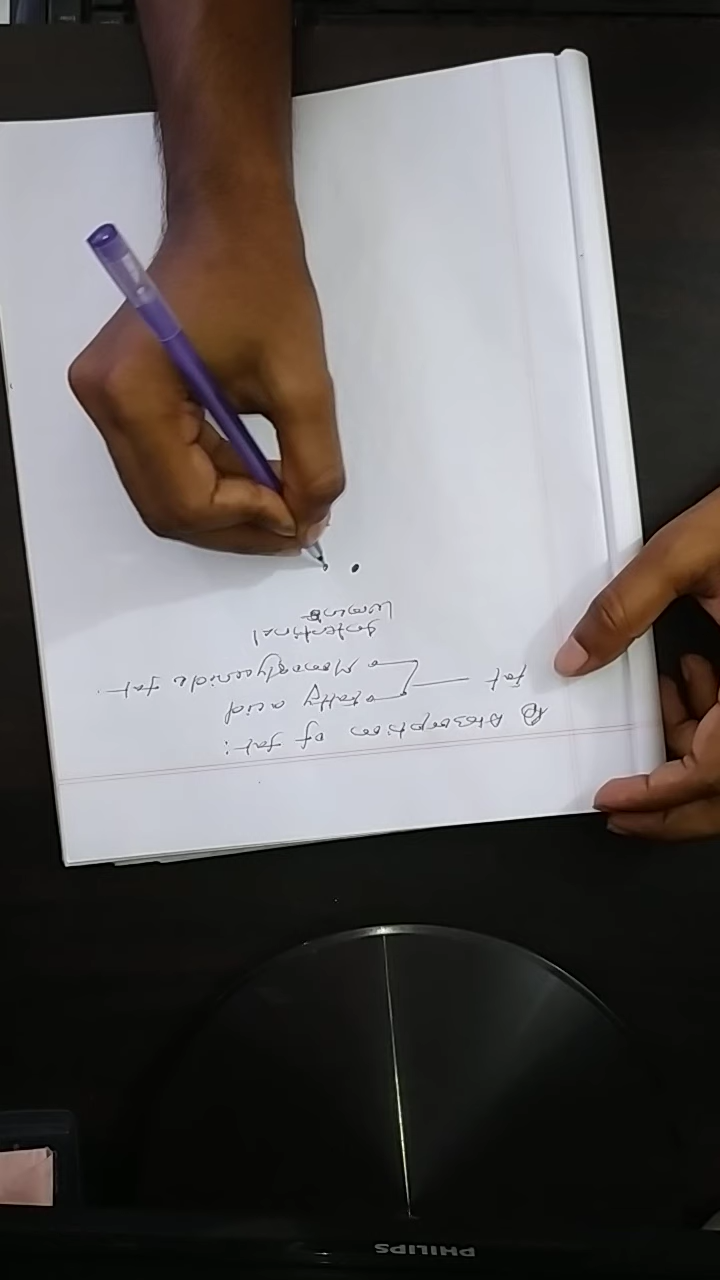 Absorption of fat:
fatty acid
fat
Monoglyceride fat.
Intestinal
Lumen
PHILIPS